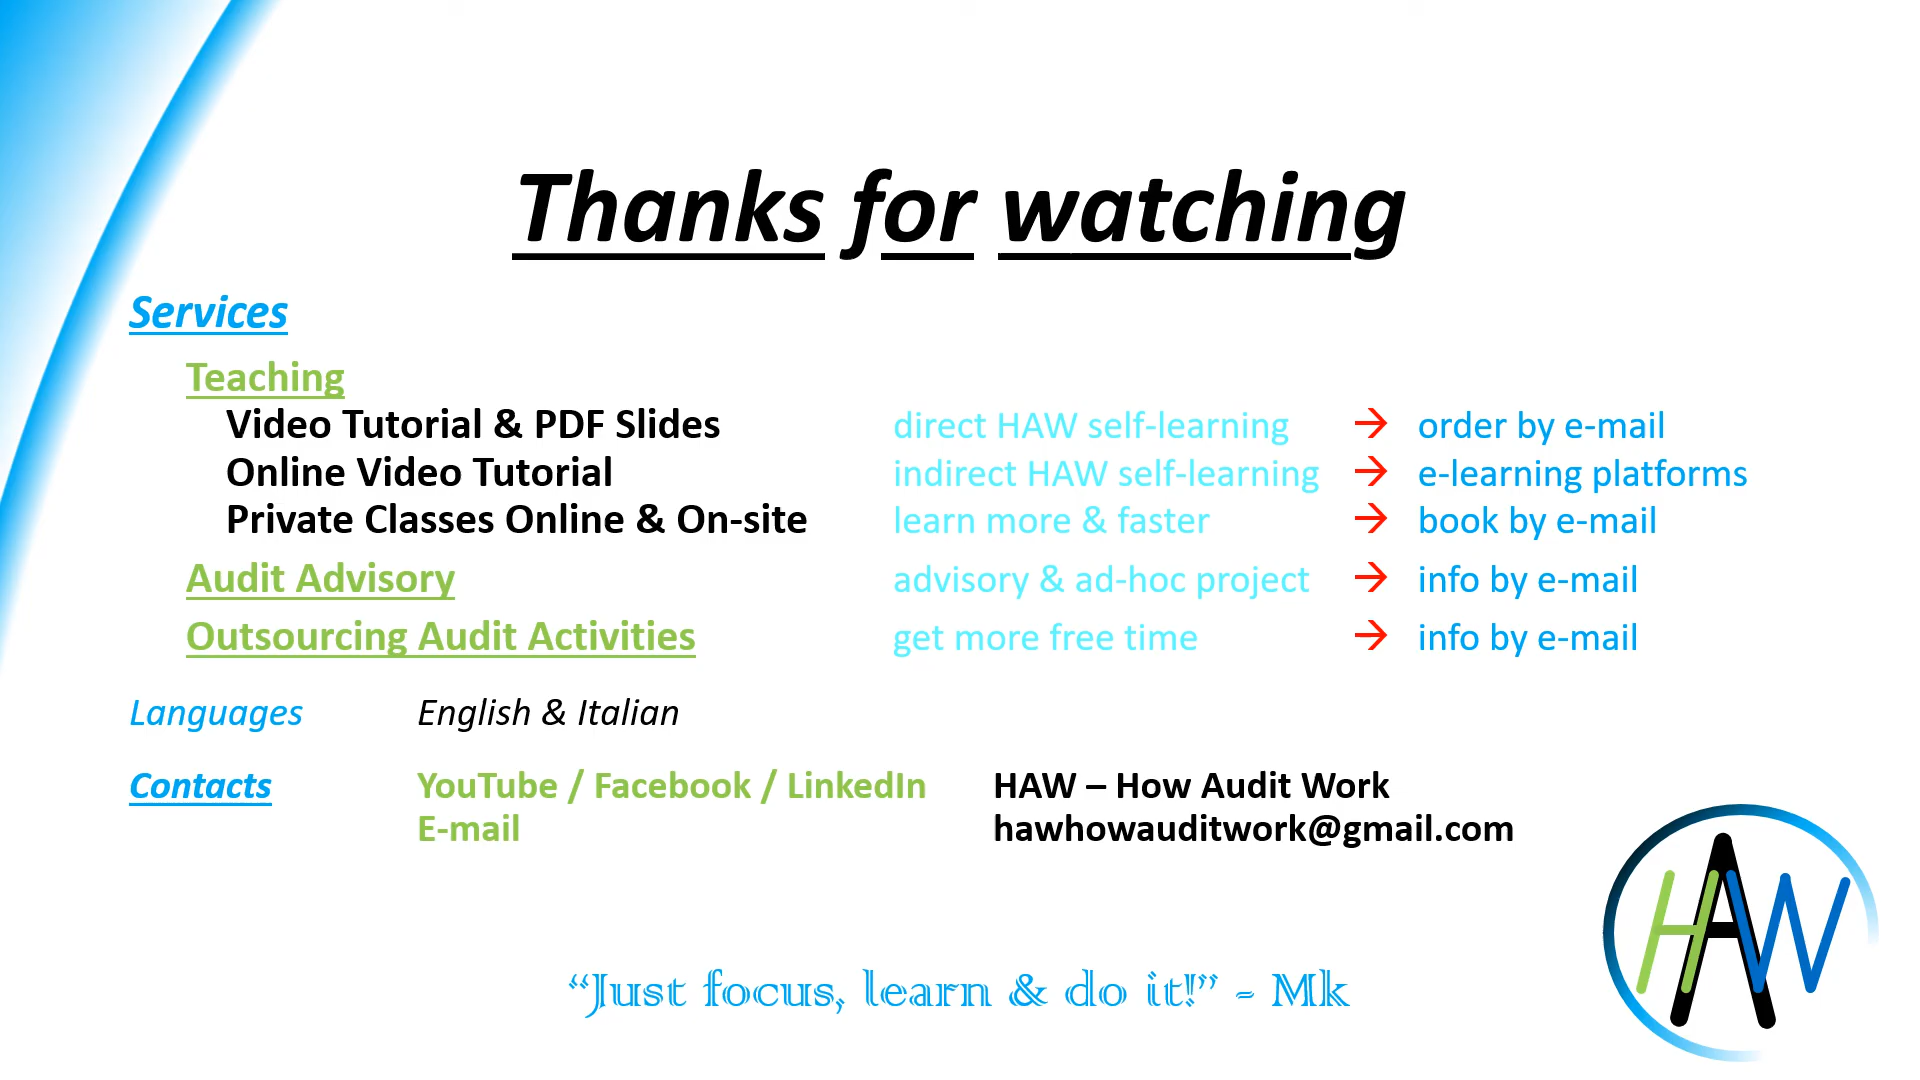 Thanks for watching
Services
Teaching
Video Tutorial & PDF Slides direct HAW self-learning → order by e-mail
Online Video Tutorial indirect HAW self-learning → e-learning platforms
Private Classes Online & On-site learn more & faster → book by e-mail
Audit Advisory advisory & ad-hoc project → info by e-mail
Outsourcing Audit Activities get more free time → info by e-mail
Languages English & Italian
Contacts YouTube / Facebook / LinkedIn HAW – How Audit Work
E-mail hawhowauditwork@gmail.com
HAW
“Just focus, learn & do it!” - Mk